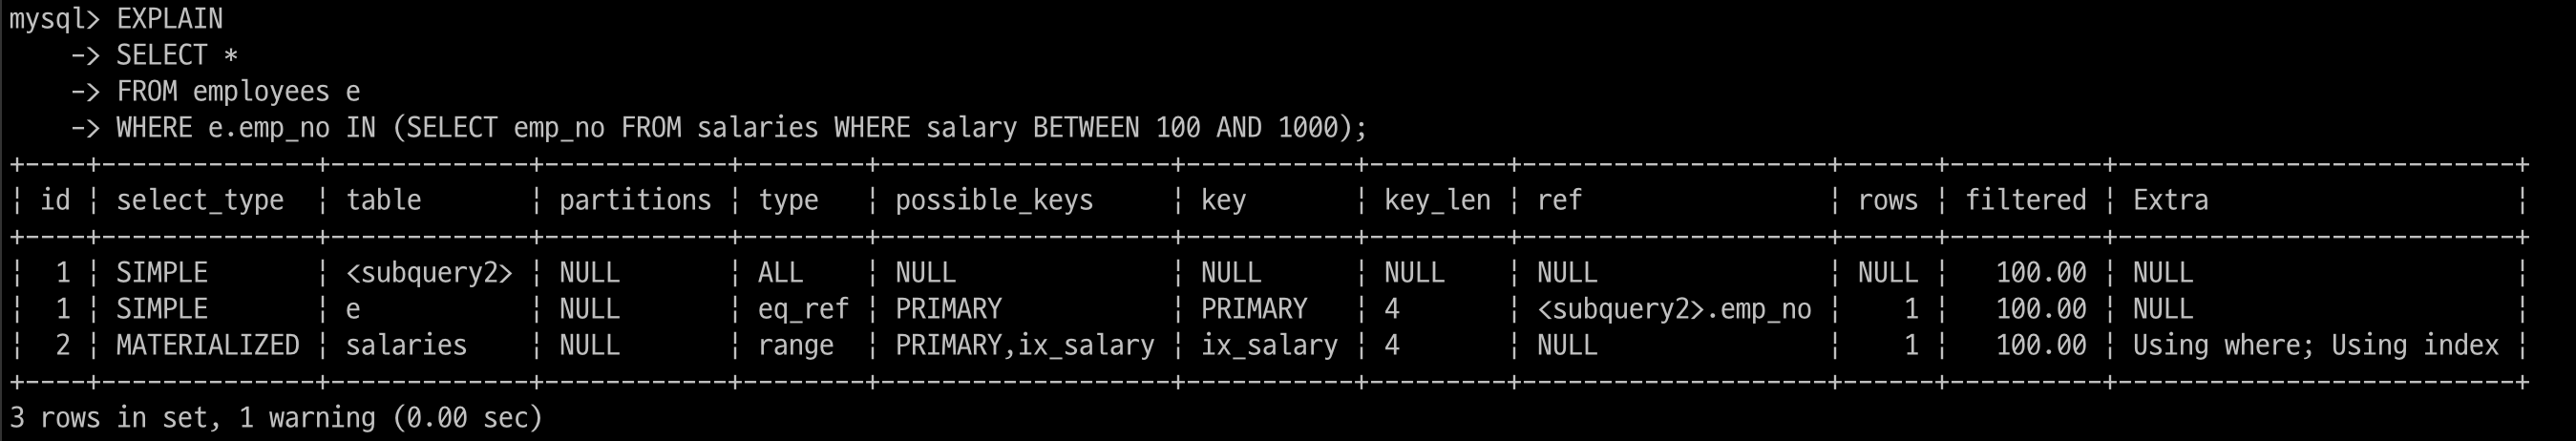 mysql> EXPLAIN
    -> SELECT *
    -> FROM employees e
    -> WHERE e.emp_no IN (SELECT emp_no FROM salaries WHERE salary BETWEEN 100 AND 1000);
+----+--------------+-------------+------------+--------+-------------------+-----------+---------+--------------------+------+----------+--------------------------+
| id | select_type  | table       | partitions | type   | possible_keys     | key       | key_len | ref                | rows | filtered | Extra                    |
+----+--------------+-------------+------------+--------+-------------------+-----------+---------+--------------------+------+----------+--------------------------+
|  1 | SIMPLE       | <subquery2> | NULL       | ALL    | NULL              | NULL      | NULL    | NULL               | NULL |   100.00 | NULL                     |
|  1 | SIMPLE       | e           | NULL       | eq_ref | PRIMARY           | PRIMARY   | 4       | <subquery2>.emp_no |    1 |   100.00 | NULL                     |
|  2 | MATERIALIZED | salaries    | NULL       | range  | PRIMARY,ix_salary | ix_salary | 4       | NULL               |    1 |   100.00 | Using where; Using index |
+----+--------------+-------------+------------+--------+-------------------+-----------+---------+--------------------+------+----------+--------------------------+
3 rows in set, 1 warning (0.00 sec)